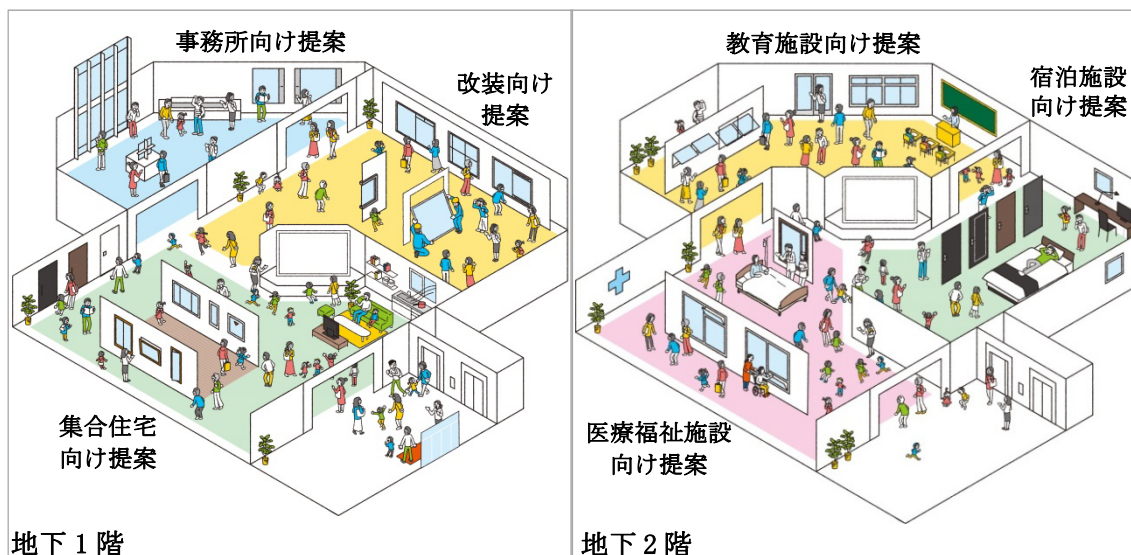 事務所向け提案
改装向け
提案
集合住宅
向け提案
地下1階
教育施設向け提案
宿泊施設
向け提案
医療福祉施設
向け提案
地下2階